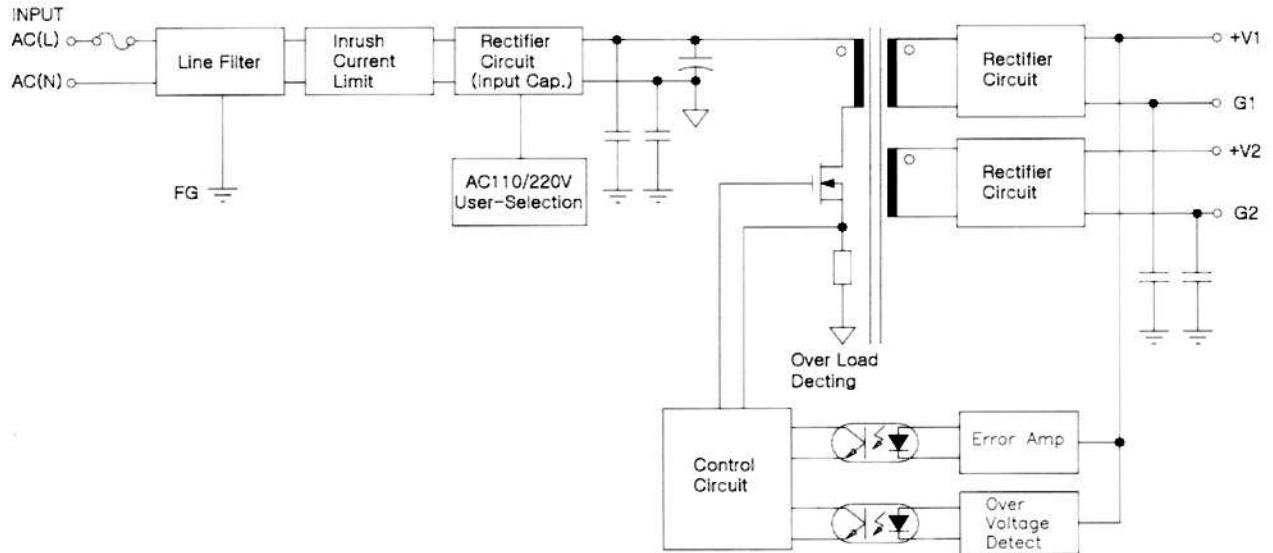 INPUT
AC(L)
AC(N)
Line Filter
FG
Inrush
Current
Limit
Rectifier
Circuit
(Input Cap.)
AC110/220V
User-Selection
Rectifier
Circuit
+V1
G1
Rectifier
Circuit
+V2
G2
Over Load
Decting
Control
Circuit
Error Amp
Over
Voltage
Detect